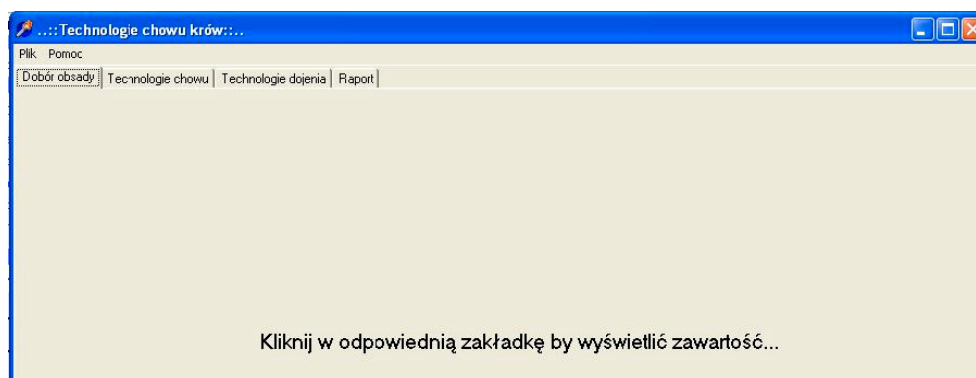 ..::Technologie chowu krów::..
Plik Pomoc
Dobór obsady Technologie chowu Technologie dojenia Raport
Kliknij w odpowiednią zakładkę by wyświetlić zawartość...